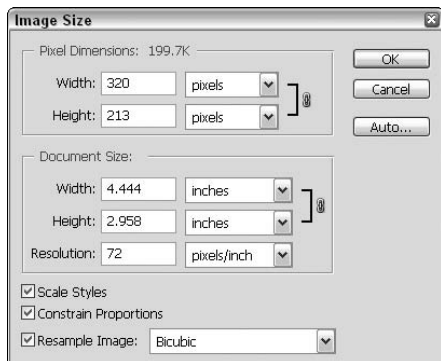 Image Size
Pixel Dimensions: 199.7K
Width: 320 pixels
Height: 213 pixels
OK
Cancel
Auto...
Document Size:
Width: 4.444 inches
Height: 2.958 inches
Resolution: 72 pixels/inch
Scale Styles
Constrain Proportions
Resample Image: Bicubic